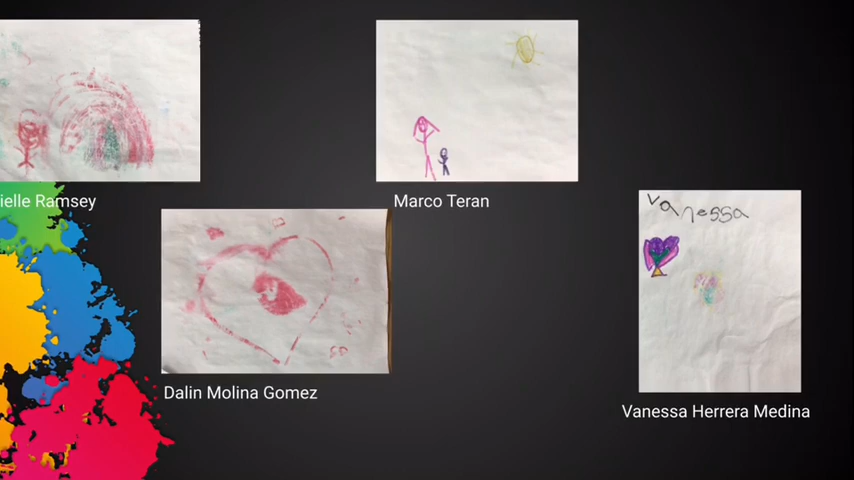 ielle Ramsey
Marco Teran
Vanessa
Dalin Molina Gomez
Vanessa Herrera Medina